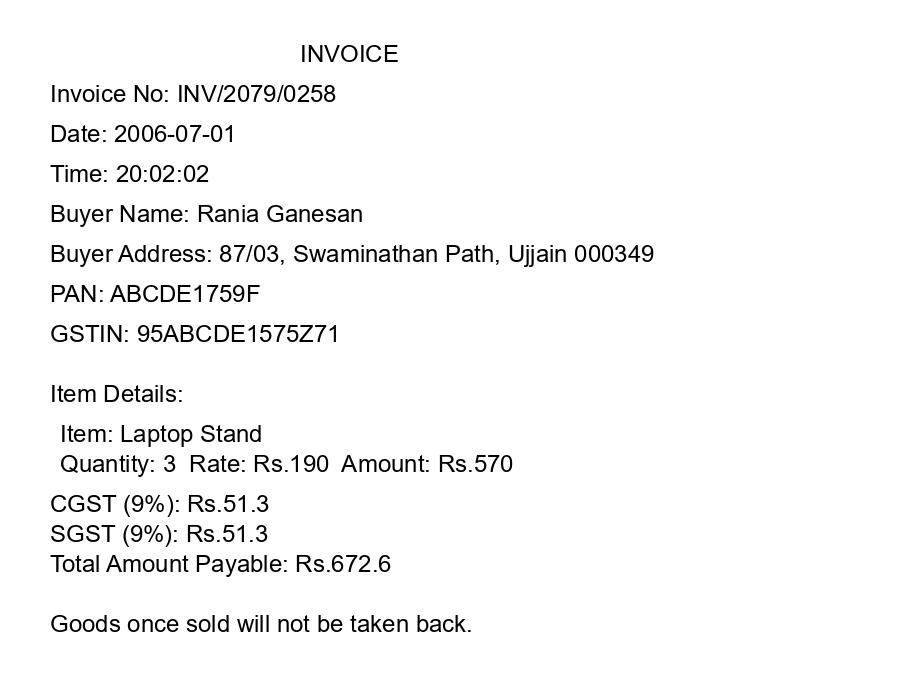 INVOICE
Invoice No: INV/2079/0258
Date: 2006-07-01
Time: 20:02:02
Buyer Name: Rania Ganesan
Buyer Address: 87/03, Swaminathan Path, Ujjain 000349
PAN: ABCDE1759F
GSTIN: 95ABCDE1575Z71
Item Details:
Item: Laptop Stand
Quantity: 3  Rate: Rs.190  Amount: Rs.570
CGST (9%): Rs.51.3
SGST (9%): Rs.51.3
Total Amount Payable: Rs.672.6
Goods once sold will not be taken back.